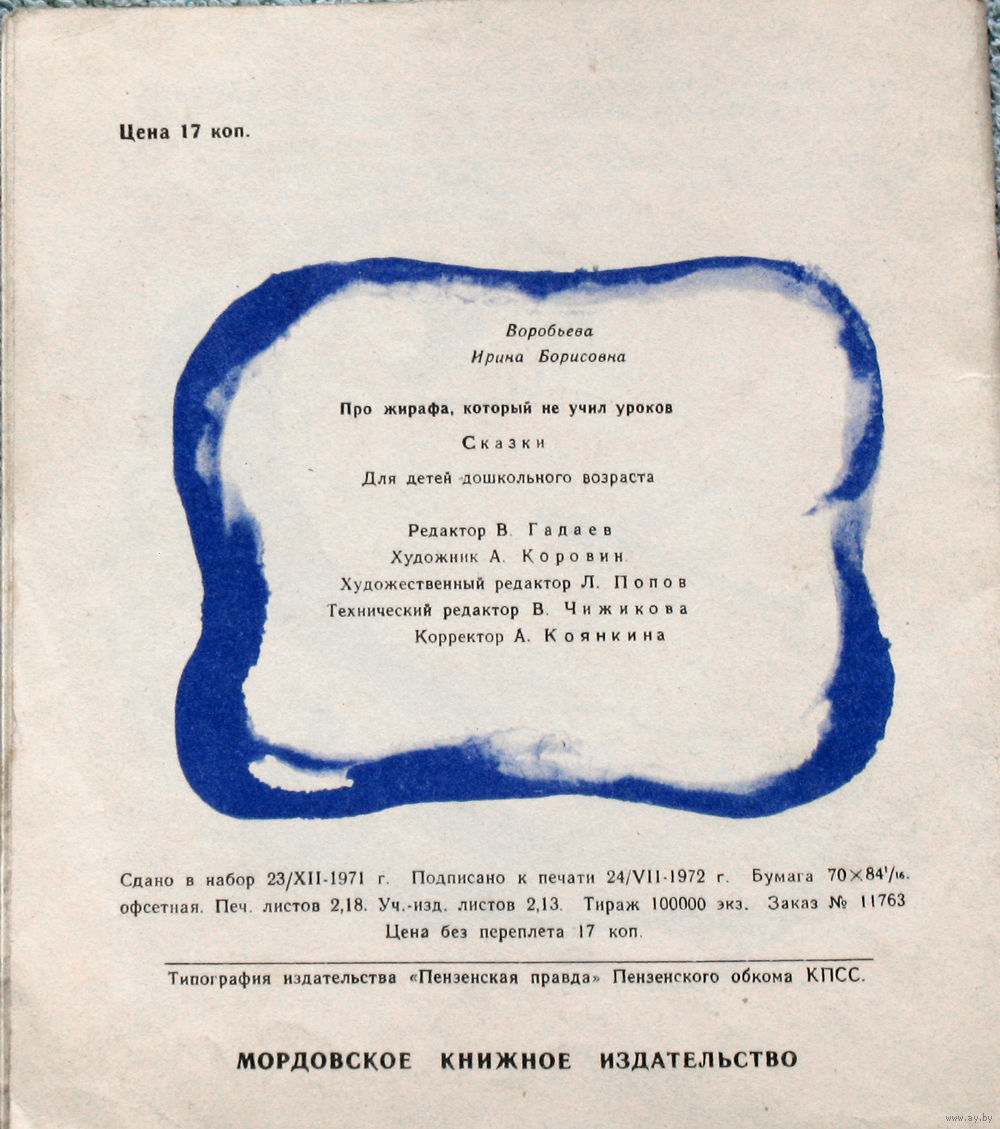 Цена 17 коп.
Воробьева
Ирина Борисовна
Про жирафа, который не учил уроков
Сказки
Для детей дошкольного возраста
Редактор В. Гадаев
Художник А. Коровин.
Художественный редактор Л. Попов
Технический редактор В. Чижикова
Корректор А. Коянкина
Сдано в набор 23/XII-1971 г. Подписано к печати 24/VII-1972 г. Бумага 70×84¹/₁₆.
офсетная. Печ. листов 2,18. Уч.-изд. листов 2,13. Тираж 100000 экз. Заказ № 11763
Цена без переплета 17 коп.
Типография издательства «Пензенская правда» Пензенского обкома КПСС.
МОРДОВСКОЕ КНИЖНОЕ ИЗДАТЕЛЬСТВО
www.ay.by